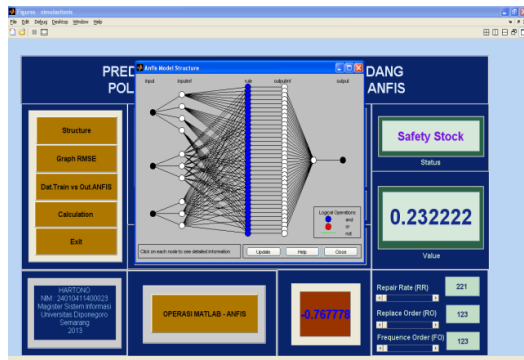 Figures - simulasifonis
File Edit Debug Desktop Window Help
PRED
DANG
POL
ANFIS
Anfis Model Structure
input
inputmf
rule
outputmf
output
Logical Operations
and
or
not
Click on each node to see detailed information
Update
Help
Close
Structure
Graph RMSE
Dat.Train vs Out.ANFIS
Calculation
Exit
Safety Stock
Status
0.232222
Value
HARTONO
NIM : 24010411400023
Magister Sistem Informasi
Universitas Diponegoro
Semarang
2013
OPERASI MATLAB - ANFIS
-0.767778
Repair Rate (RR)
221
Replace Order (RO)
123
Frequence Order (FO)
123